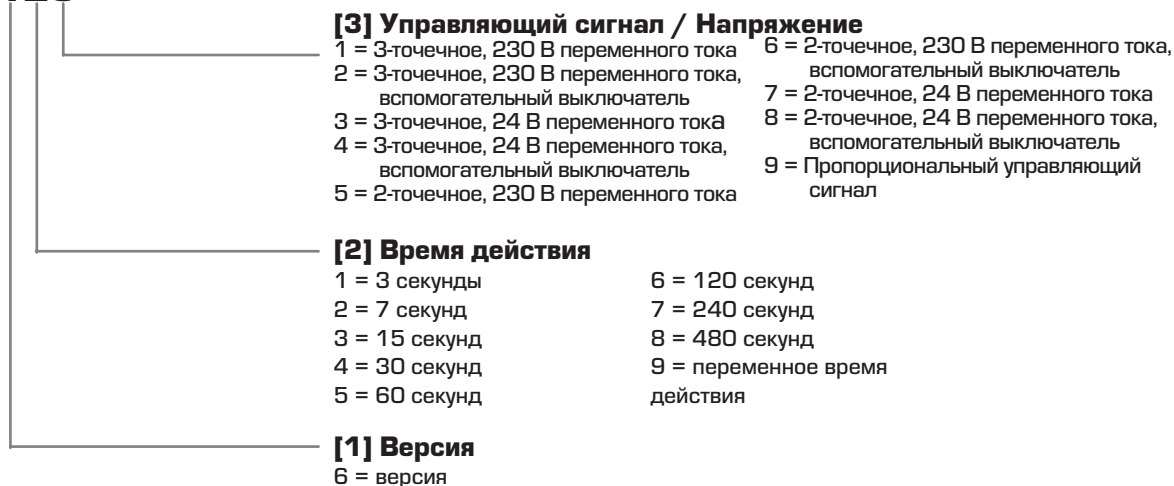 [3] Управляющий сигнал / Напряжение
1 = 3-точечное, 230 В переменного тока
2 = 3-точечное, 230 В переменного тока,
вспомогательный выключатель
3 = 3-точечное, 24 В переменного тока
4 = 3-точечное, 24 В переменного тока,
вспомогательный выключатель
5 = 2-точечное, 230 В переменного тока
6 = 2-точечное, 230 В переменного тока,
вспомогательный выключатель
7 = 2-точечное, 24 В переменного тока
8 = 2-точечное, 24 В переменного тока,
вспомогательный выключатель
9 = Пропорциональный управляющий
сигнал
[2] Время действия
1 = 3 секунды
2 = 7 секунд
3 = 15 секунд
4 = 30 секунд
5 = 60 секунд
6 = 120 секунд
7 = 240 секунд
8 = 480 секунд
9 = переменное время
действия
[1] Версия
6 = версия